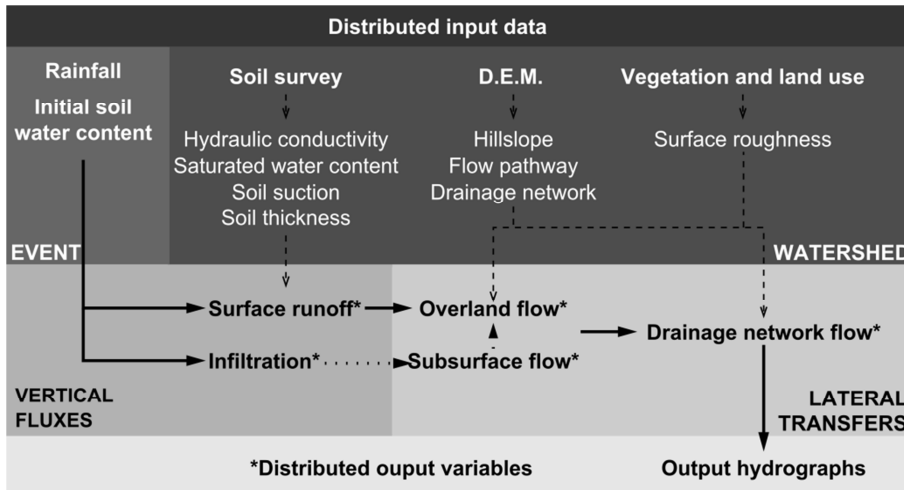 Distributed input data
Rainfall
Initial soil
water content
Soil survey
Hydraulic conductivity
Saturated water content
Soil suction
Soil thickness
D.E.M.
Hillslope
Flow pathway
Drainage network
Vegetation and land use
Surface roughness
EVENT
WATERSHED
Surface runoff*
Overland flow*
Drainage network flow*
Infiltration*
Subsurface flow*
VERTICAL
FLUXES
LATERAL
TRANSFERS
*Distributed ouput variables
Output hydrographs